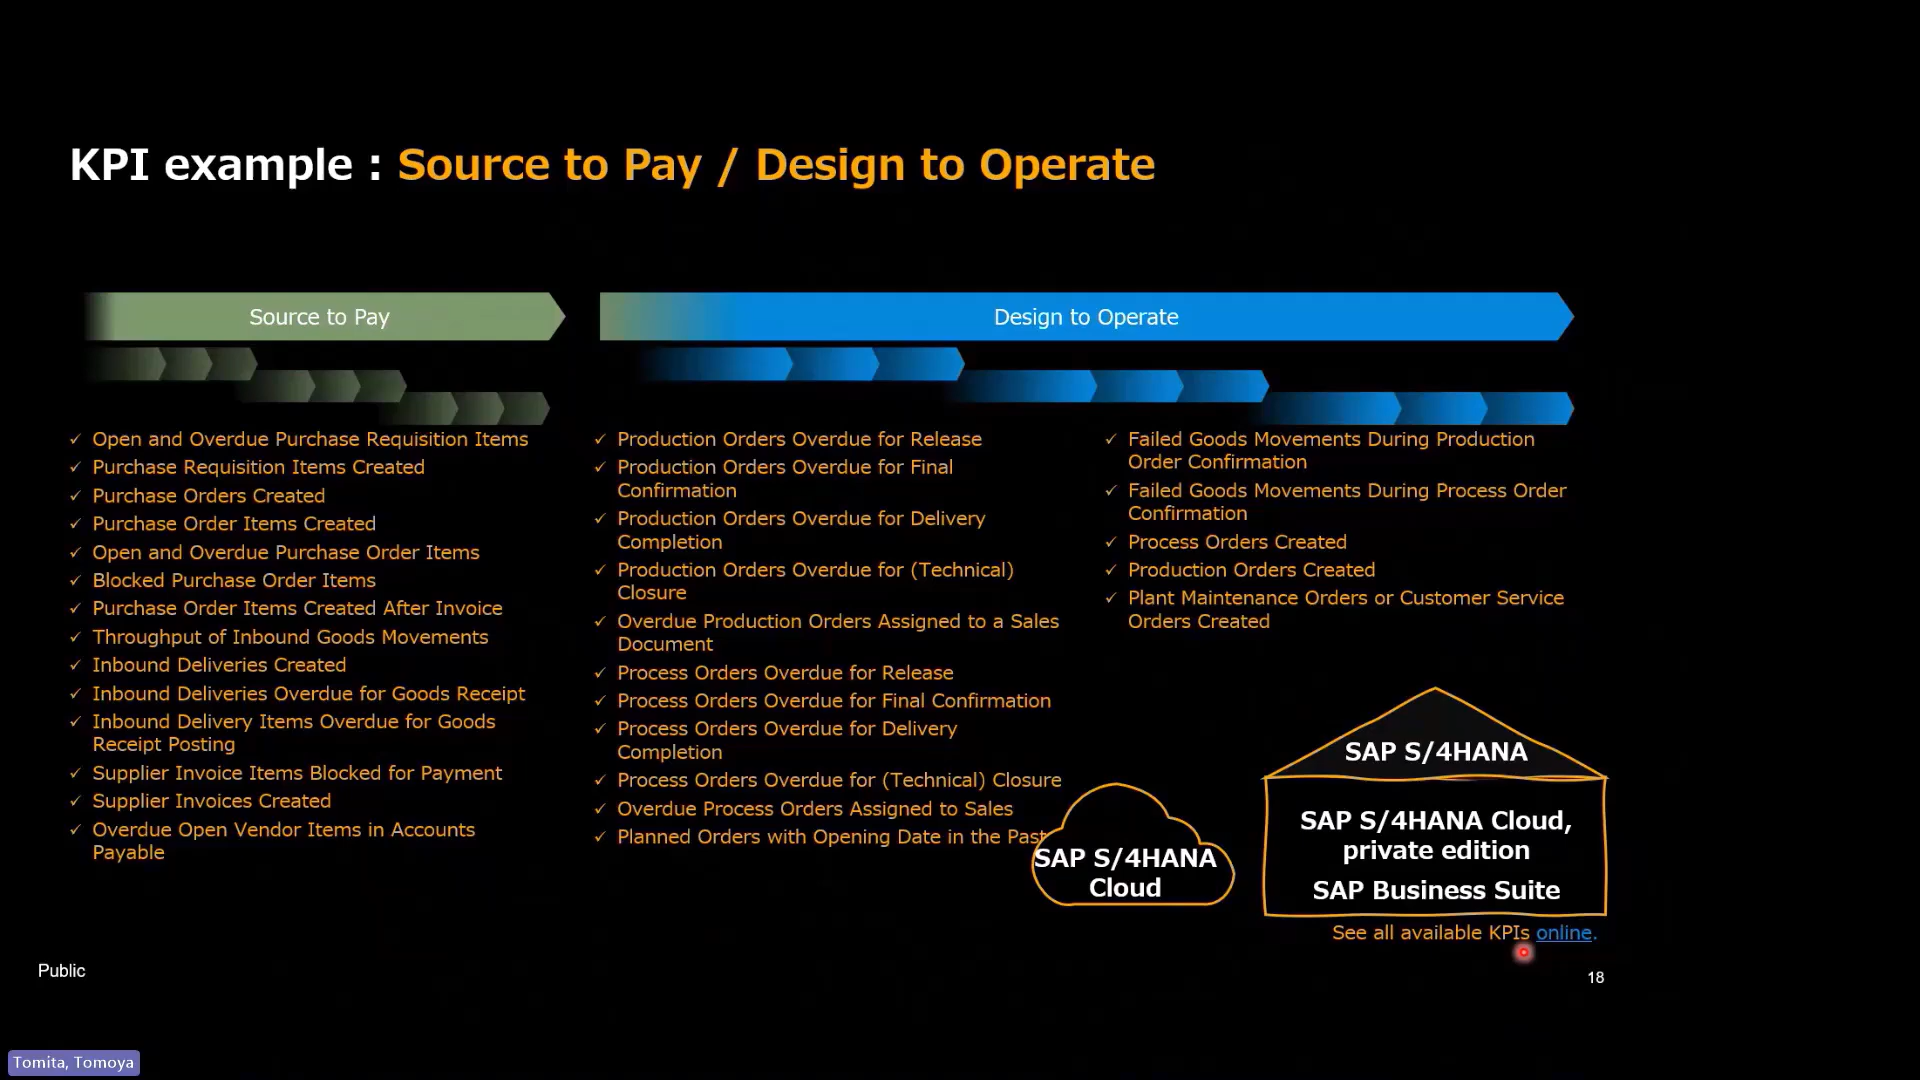 KPI example : Source to Pay / Design to Operate
Source to Pay
Design to Operate
✓ Open and Overdue Purchase Requisition Items
✓ Purchase Requisition Items Created
✓ Purchase Orders Created
✓ Purchase Order Items Created
✓ Open and Overdue Purchase Order Items
✓ Blocked Purchase Order Items
✓ Purchase Order Items Created After Invoice
✓ Throughput of Inbound Goods Movements
✓ Inbound Deliveries Created
✓ Inbound Deliveries Overdue for Goods Receipt
✓ Inbound Delivery Items Overdue for Goods
Receipt Posting
✓ Supplier Invoice Items Blocked for Payment
✓ Supplier Invoices Created
✓ Overdue Open Vendor Items in Accounts
Payable
✓ Production Orders Overdue for Release
✓ Production Orders Overdue for Final
Confirmation
✓ Production Orders Overdue for Delivery
Completion
✓ Production Orders Overdue for (Technical)
Closure
✓ Overdue Production Orders Assigned to a Sales
Document
✓ Process Orders Overdue for Release
✓ Process Orders Overdue for Final Confirmation
✓ Process Orders Overdue for Delivery
Completion
✓ Process Orders Overdue for (Technical) Closure
✓ Overdue Process Orders Assigned to Sales
✓ Planned Orders with Opening Date in the Past
✓ Failed Goods Movements During Production
Order Confirmation
✓ Failed Goods Movements During Process Order
Confirmation
✓ Process Orders Created
✓ Production Orders Created
✓ Plant Maintenance Orders or Customer Service
Orders Created
SAP S/4HANA
Cloud
SAP S/4HANA
SAP S/4HANA Cloud,
private edition
SAP Business Suite
See all available KPIs online.
Public
18
Tomita, Tomoya